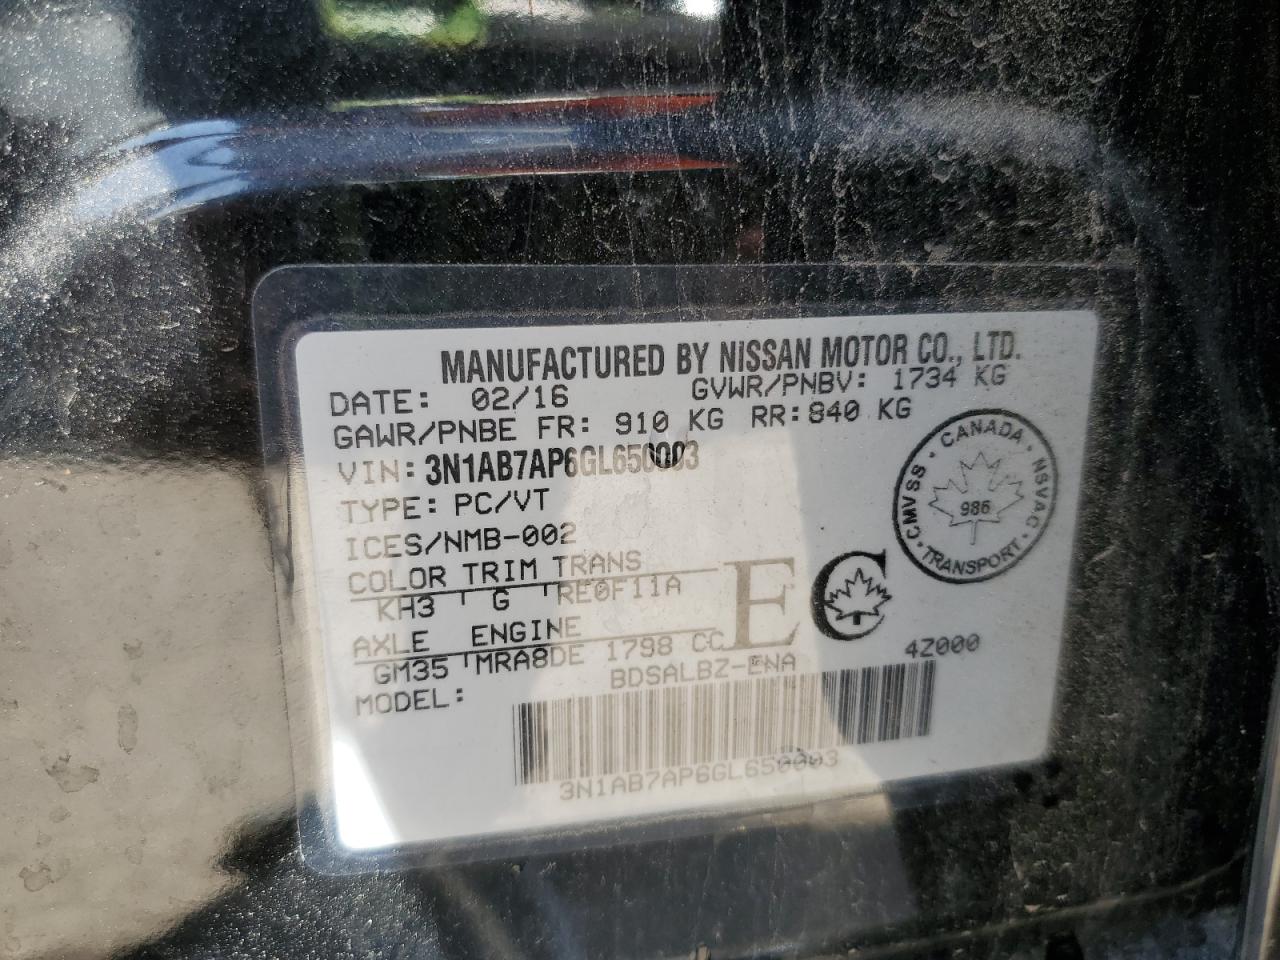 MANUFACTURED BY NISSAN MOTOR CO., LTD.
DATE: 02/16 GVWR/PNBV: 1734 KG
GAWR/PNBE FR: 910 KG RR: 840 KG
VIN: 3N1AB7AP6GL650003
TYPE: PC/VT
ICES/NMB-002
COLOR TRIM TRANS
KH3 G RE0F11A
AXLE ENGINE
GM35 MRA8DE 1798 CC
MODEL: BDSALBZ-ENA
EC
4Z000
3N1AB7AP6GL650003
CANADA
CMVSS · NSVAC
986
TRANSPORT